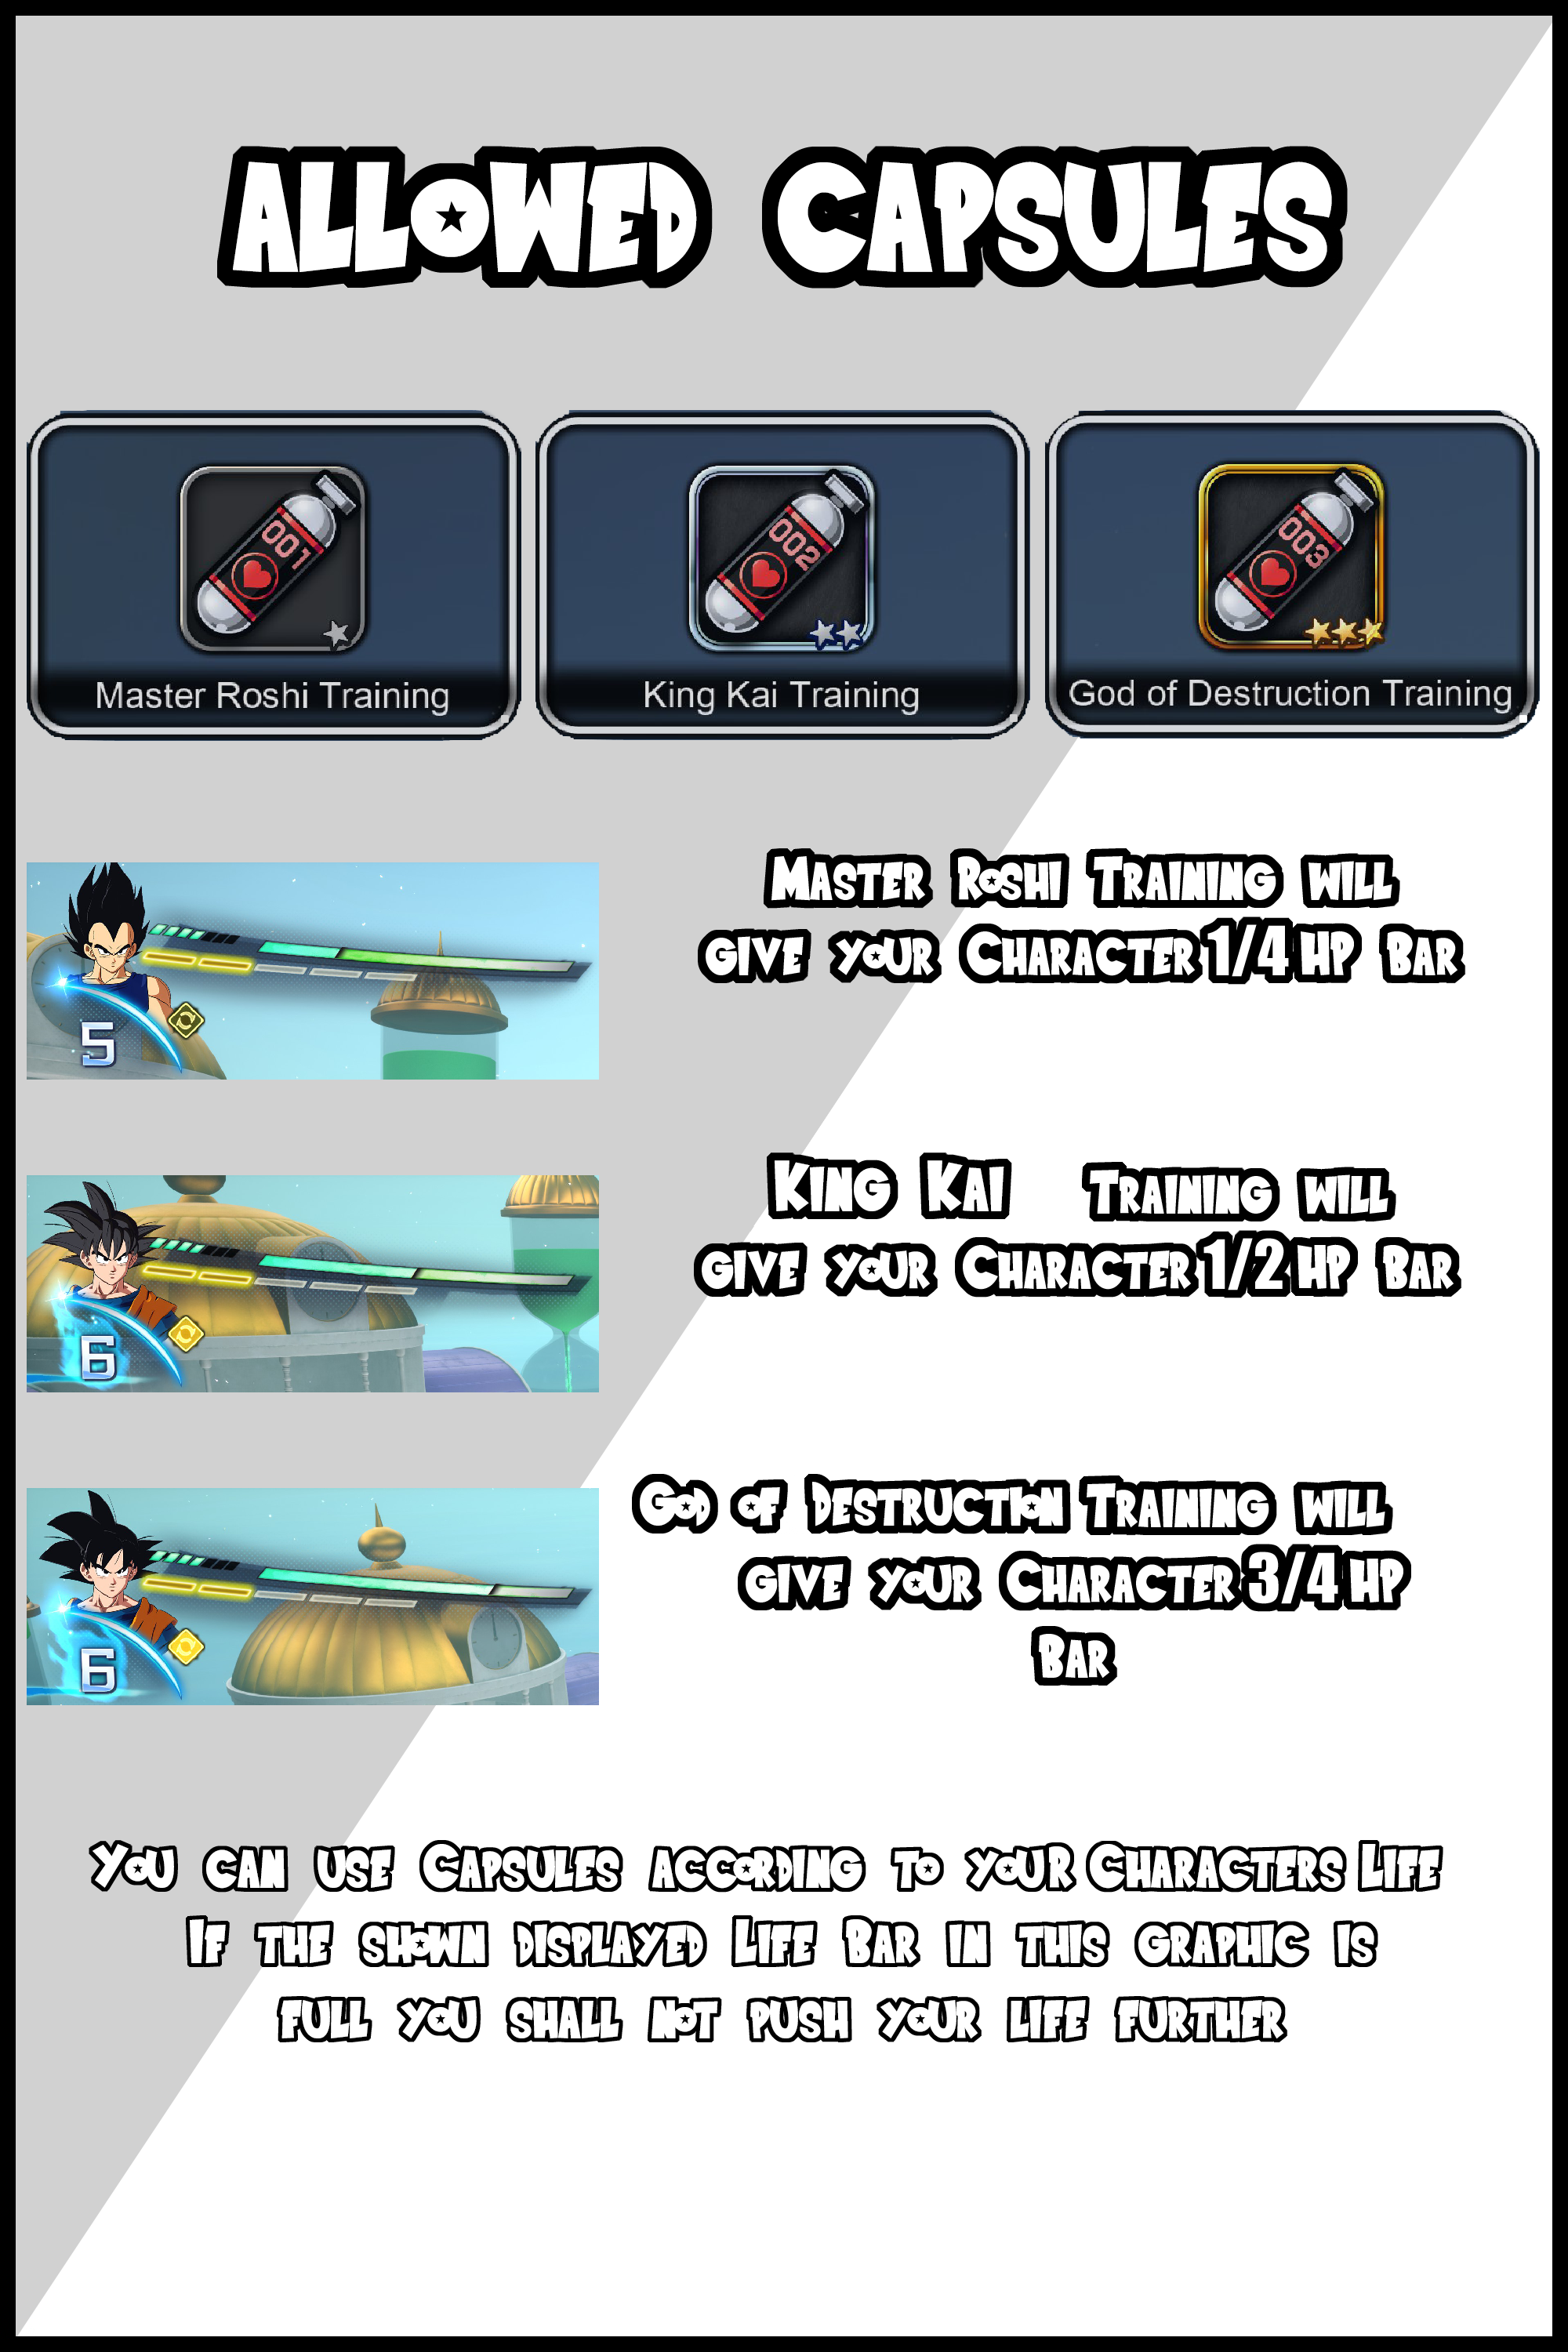 Allowed Capsules
001
002
003
Master Roshi Training
King Kai Training
God of Destruction Training
Master Roshi Training will
give your Character 1/4 HP Bar
5
King Kai Training will
give your Character 1/2 HP Bar
6
God of Destruction Training will
give your Character 3/4 HP
Bar
6
You can use Capsules according to your Characters Life
If the shown displayed Life Bar in this graphic is
full you shall not push your life further